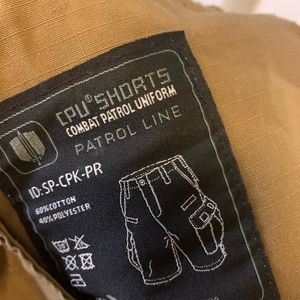 CPU® SHORTS
COMBAT PATROL UNIFORM
PATROL LINE
ID:SP-CPK-PR
60%COTTON
40%POLYESTER